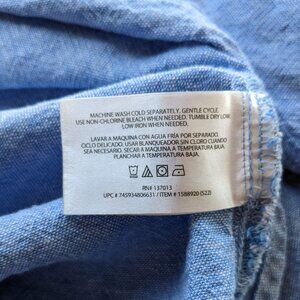 MACHINE WASH COLD SEPARATELY. GENTLE CYCLE.
USE NON-CHLORINE BLEACH WHEN NEEDED. TUMBLE DRY LOW.
LOW IRON WHEN NEEDED.
LAVAR A MAQUINA CON AGUA FRÍA POR SEPARADO.
CICLO DELICADO. USAR BLANQUEADOR SIN CLORO CUANDO
SEA NECESARIO. SECAR A MAQUINA A TEMPERATURA BAJA.
PLANCHAR A TEMPERATURA BAJA.
RN# 137013
UPC # 745934806631 / ITEM # 1588920 (S22)